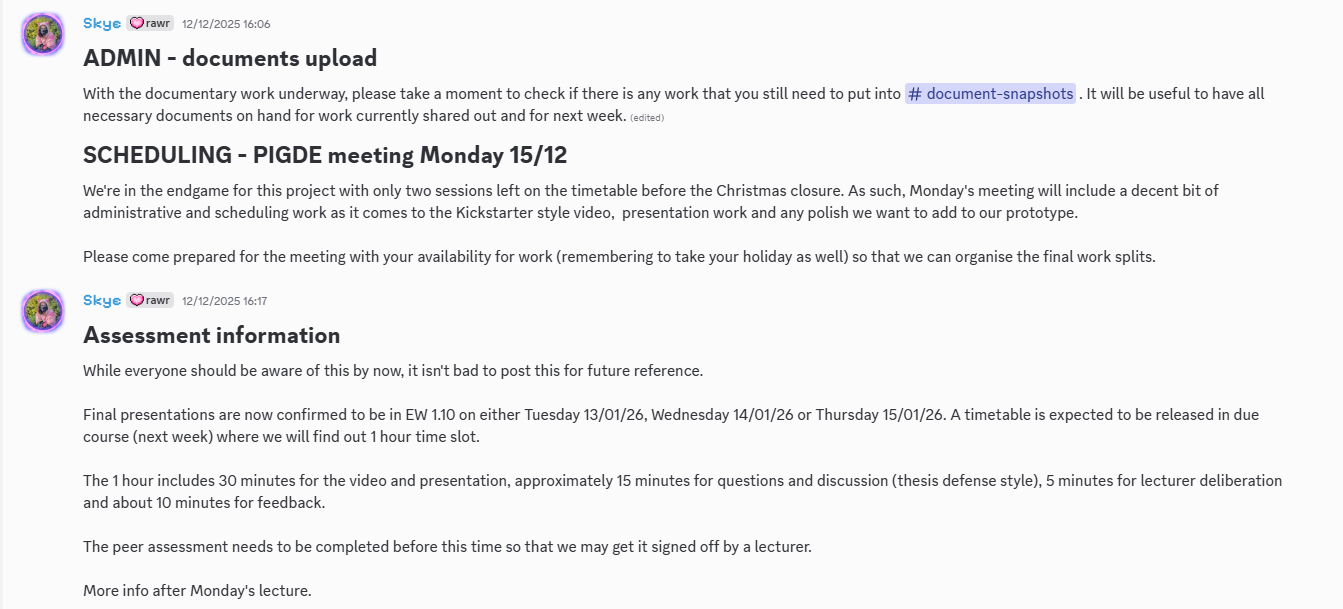 Skye rawr 12/12/2025 16:06
ADMIN - documents upload
With the documentary work underway, please take a moment to check if there is any work that you still need to put into # document-snapshots . It will be useful to have all
necessary documents on hand for work currently shared out and for next week. (edited)
SCHEDULING - PIGDE meeting Monday 15/12
We're in the endgame for this project with only two sessions left on the timetable before the Christmas closure. As such, Monday's meeting will include a decent bit of
administrative and scheduling work as it comes to the Kickstarter style video,  presentation work and any polish we want to add to our prototype.
Please come prepared for the meeting with your availability for work (remembering to take your holiday as well) so that we can organise the final work splits.
Skye rawr 12/12/2025 16:17
Assessment information
While everyone should be aware of this by now, it isn't bad to post this for future reference.
Final presentations are now confirmed to be in EW 1.10 on either Tuesday 13/01/26, Wednesday 14/01/26 or Thursday 15/01/26. A timetable is expected to be released in due
course (next week) where we will find out 1 hour time slot.
The 1 hour includes 30 minutes for the video and presentation, approximately 15 minutes for questions and discussion (thesis defense style), 5 minutes for lecturer deliberation
and about 10 minutes for feedback.
The peer assessment needs to be completed before this time so that we may get it signed off by a lecturer.
More info after Monday's lecture.